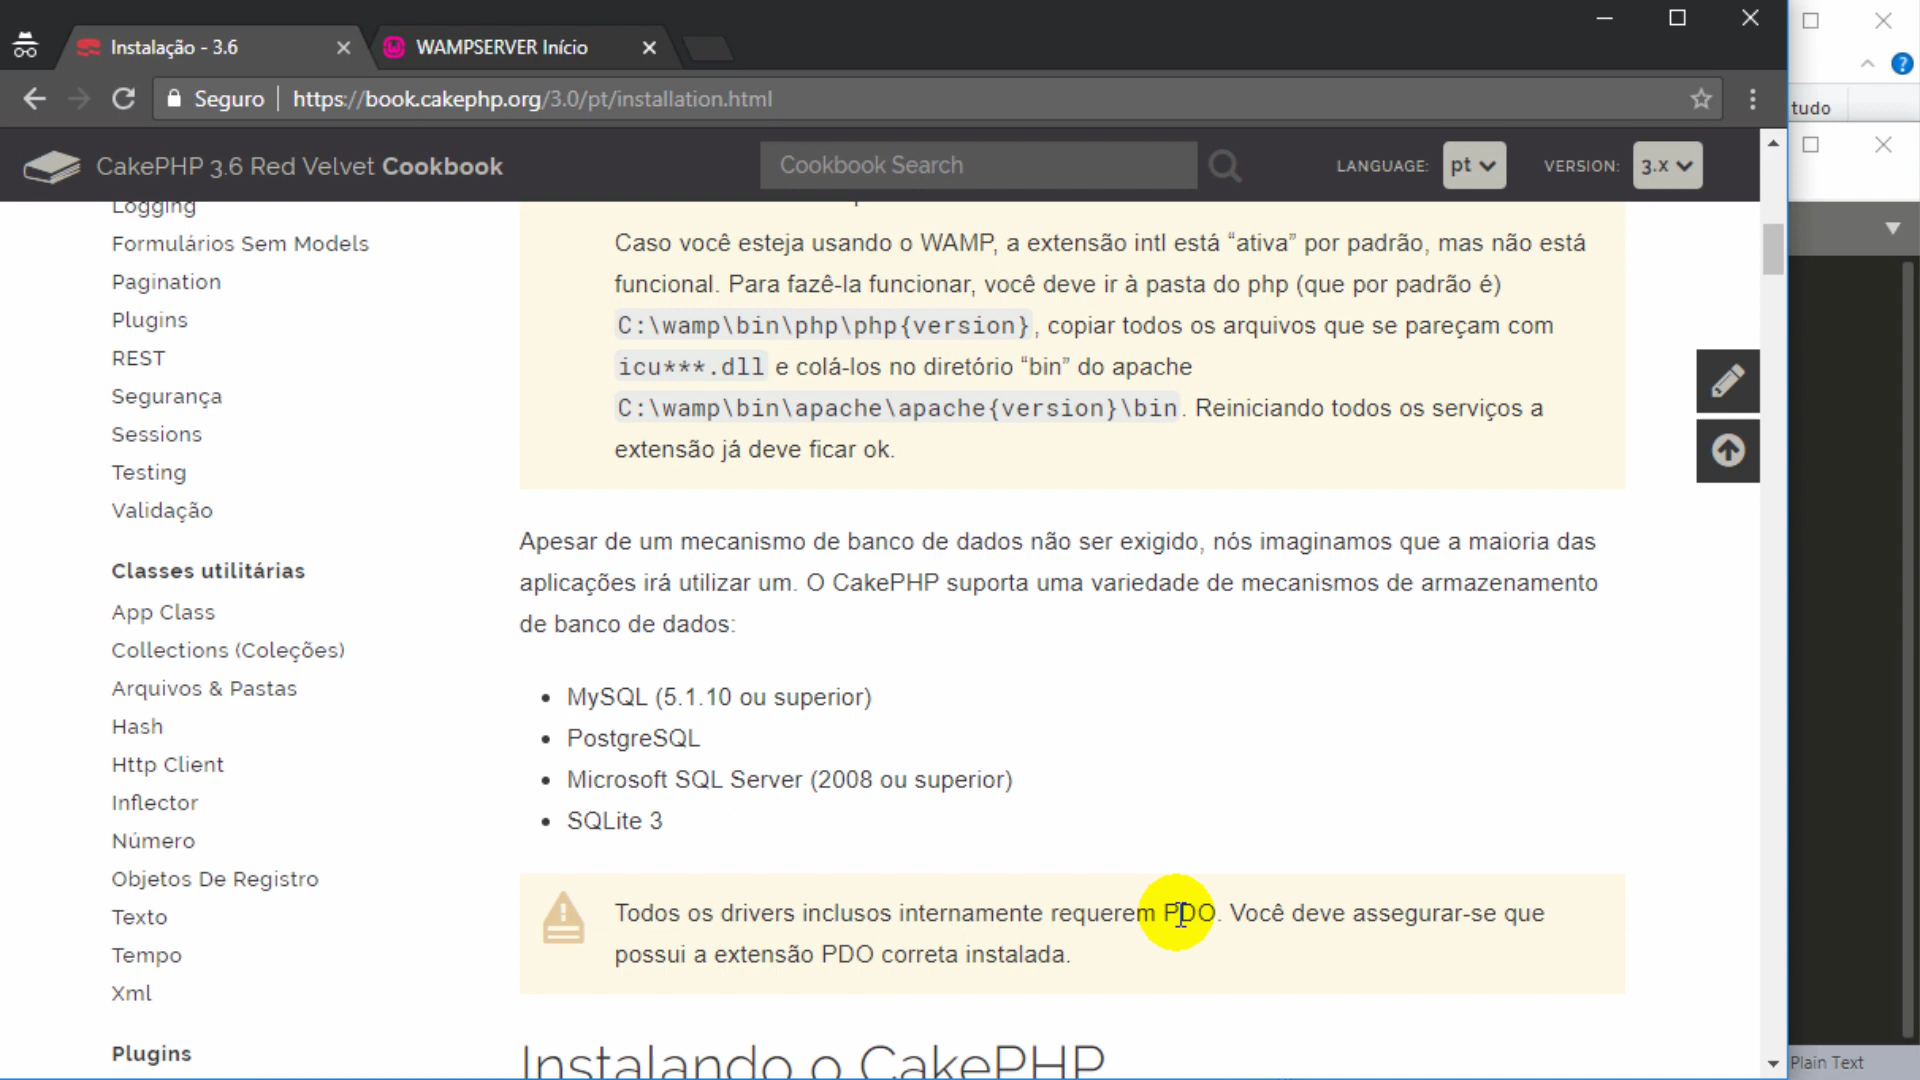 Instalação - 3.6
WAMPSERVER Início
Seguro
https://book.cakephp.org/3.0/pt/installation.html
tudo
CakePHP 3.6 Red Velvet Cookbook
Cookbook Search
LANGUAGE:
pt
VERSION:
3.x
Logging
Formulários Sem Models
Pagination
Plugins
REST
Segurança
Sessions
Testing
Validação
Classes utilitárias
App Class
Collections (Coleções)
Arquivos & Pastas
Hash
Http Client
Inflector
Número
Objetos De Registro
Texto
Tempo
Xml
Plugins
Caso você esteja usando o WAMP, a extensão intl está “ativa” por padrão, mas não está
funcional. Para fazê-la funcionar, você deve ir à pasta do php (que por padrão é)
C:\wamp\bin\php\php{version}, copiar todos os arquivos que se pareçam com
icu***.dll e colá-los no diretório “bin” do apache
C:\wamp\bin\apache\apache{version}\bin. Reiniciando todos os serviços a
extensão já deve ficar ok.
Apesar de um mecanismo de banco de dados não ser exigido, nós imaginamos que a maioria das
aplicações irá utilizar um. O CakePHP suporta uma variedade de mecanismos de armazenamento
de banco de dados:
• MySQL (5.1.10 ou superior)
• PostgreSQL
• Microsoft SQL Server (2008 ou superior)
• SQLite 3
Todos os drivers inclusos internamente requerem PDO. Você deve assegurar-se que
possui a extensão PDO correta instalada.
Instalando o CakePHP
Plain Text